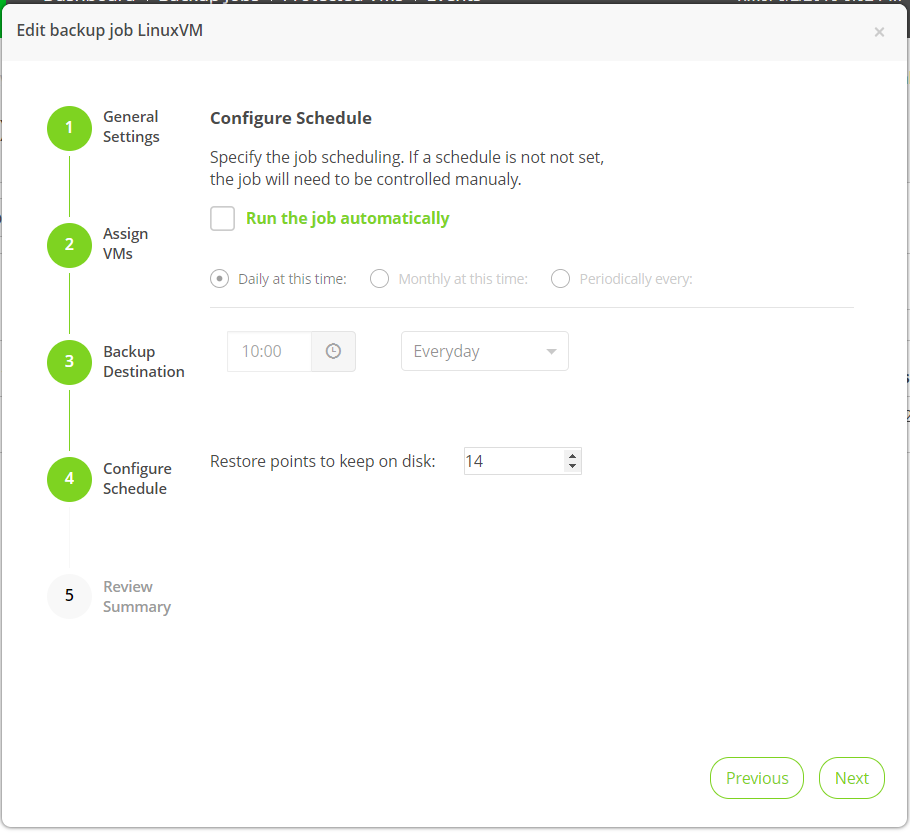 Edit backup job LinuxVM
×
1
General
Settings
2
Assign
VMs
3
Backup
Destination
4
Configure
Schedule
5
Review
Summary
Configure Schedule
Specify the job scheduling. If a schedule is not not set,
the job will need to be controlled manualy.
Run the job automatically
Daily at this time: Monthly at this time: Periodically every:
10:00 Everyday
Restore points to keep on disk: 14
Previous Next